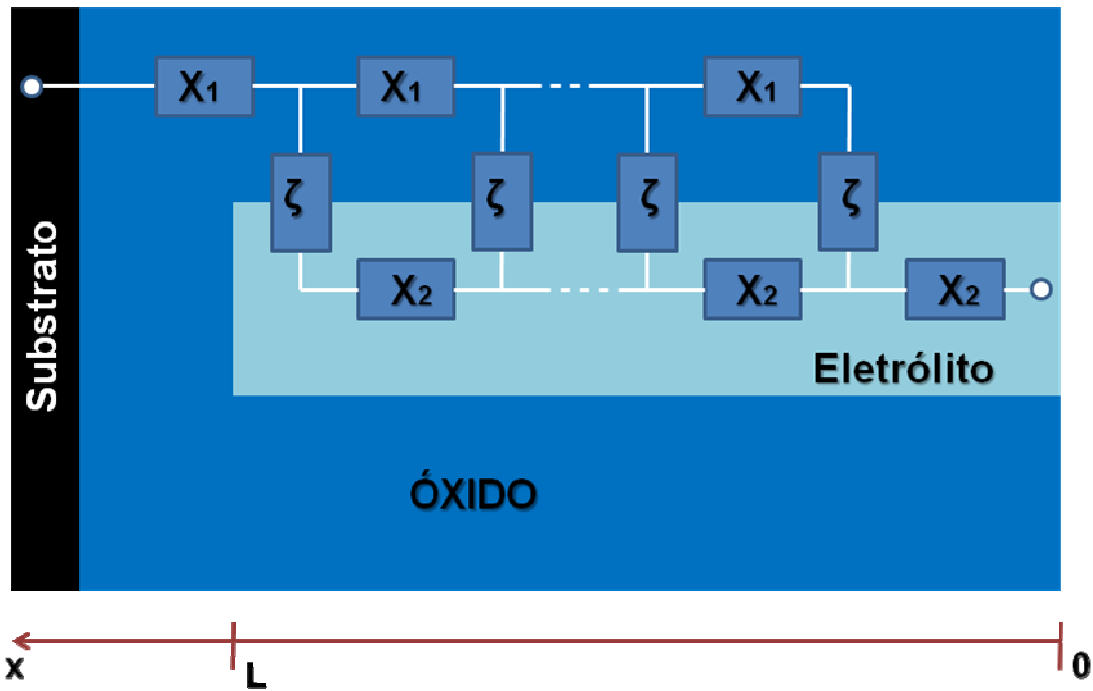 Substrato
X₁ X₁ X₁
ζ ζ ζ ζ
X₂ X₂ X₂
Eletrólito
ÓXIDO
x L 0